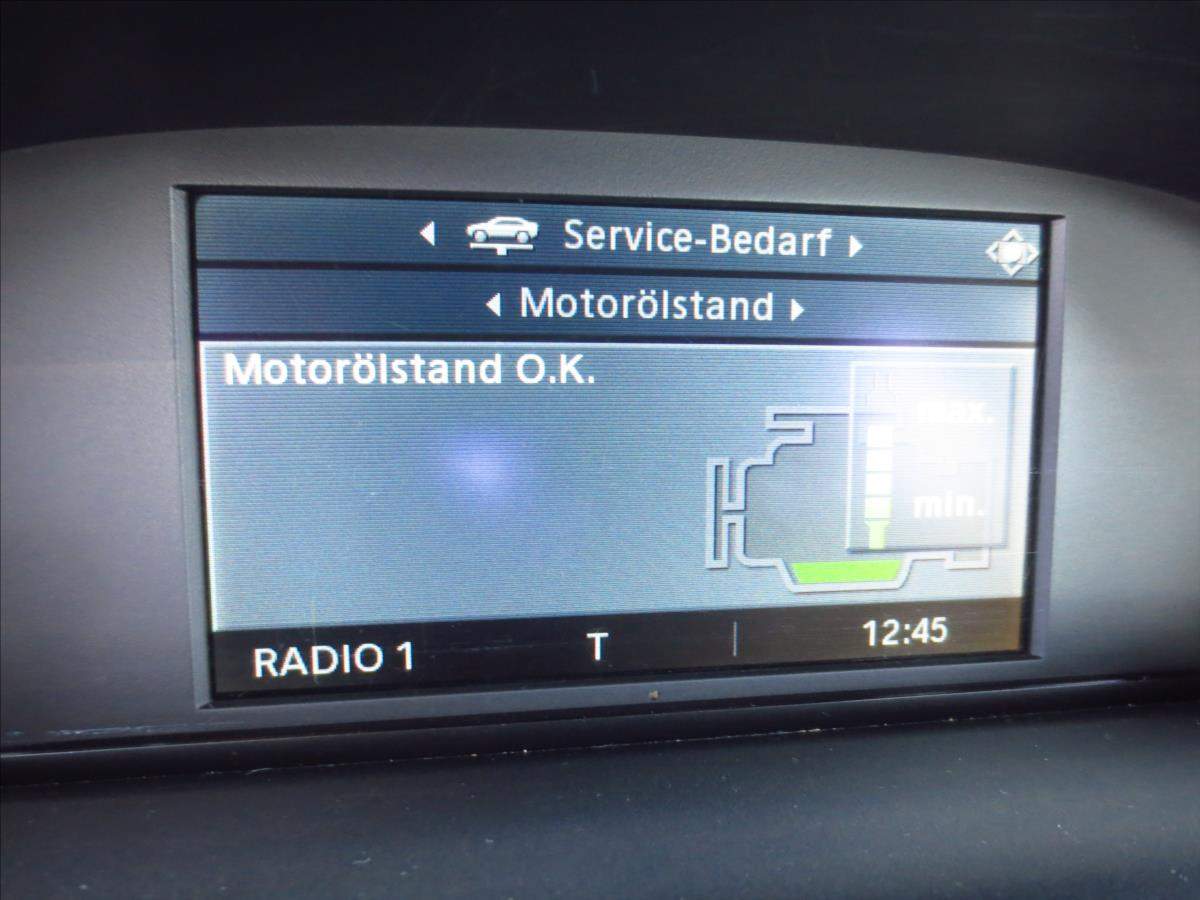 Service-Bedarf
Motorölstand
Motorölstand O.K.
max.
min.
RADIO 1 T 12:45